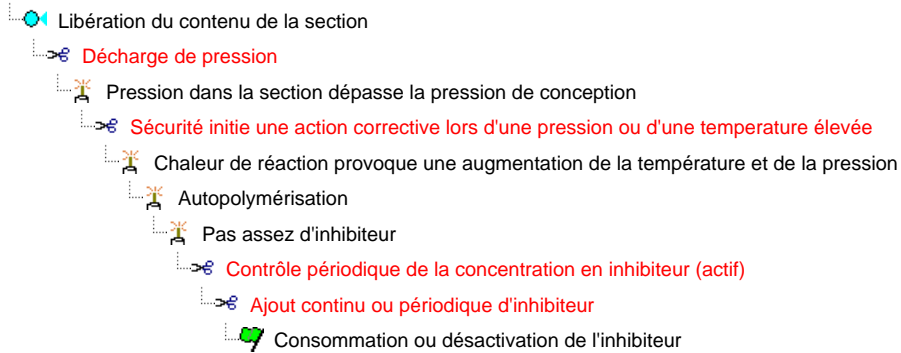 Libération du contenu de la section
Décharge de pression
Pression dans la section dépasse la pression de conception
Sécurité initie une action corrective lors d'une pression ou d'une temperature élevée
Chaleur de réaction provoque une augmentation de la température et de la pression
Autopolymérisation
Pas assez d'inhibiteur
Contrôle périodique de la concentration en inhibiteur (actif)
Ajout continu ou périodique d'inhibiteur
Consommation ou désactivation de l'inhibiteur